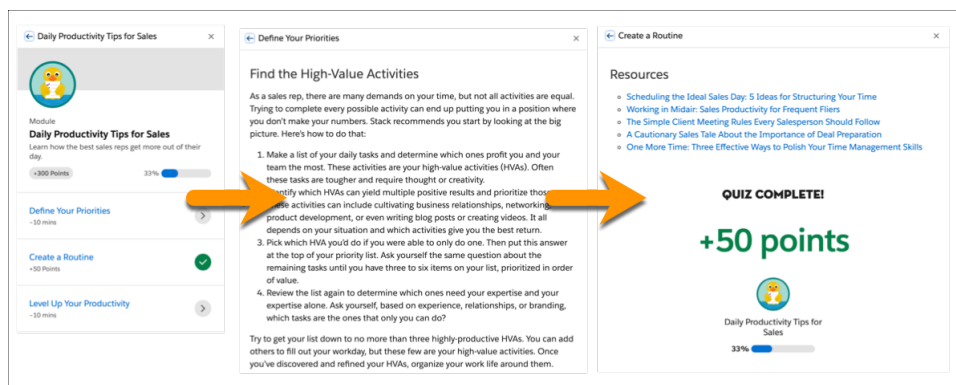 Daily Productivity Tips for Sales
Module
Daily Productivity Tips for Sales
Learn how the best sales reps get more out of their
day.
+300 Points
33%
Define Your Priorities
~10 mins
Create a Routine
+50 Points
Level Up Your Productivity
~10 mins
Define Your Priorities
Find the High-Value Activities
As a sales rep, there are many demands on your time, but not all activities are equal.
Trying to complete every possible activity can end up putting you in a position where
you don't make your numbers. Stack recommends you start by looking at the big
picture. Here's how to do that:
1. Make a list of your daily tasks and determine which ones profit you and your
team the most. These activities are your high-value activities (HVAs). Often
these tasks are tougher and require thought or creativity.
which HVAs can yield multiple positive results and prioritize
activities can include cultivating business relationships, networking
product development, or even writing blog posts or creating videos. It all
depends on your situation and which activities give you the best return.
3. Pick which HVA you'd do if you were able to only do one. Then put this answer
at the top of your priority list. Ask yourself the same question about the
remaining tasks until you have three to six items on your list, prioritized in order
of value.
4. Review the list again to determine which ones need your expertise and your
expertise alone. Ask yourself, based on experience, relationships, or branding,
which tasks are the ones that only you can do?
Try to get your list down to no more than three highly-productive HVAs. You can add
others to fill out your workday, but these few are your high-value activities. Once
you've discovered and refined your HVAs, organize your work life around them.
Create a Routine
Resources
Scheduling the Ideal Sales Day: 5 Ideas for Structuring Your Time
Working in Midair: Sales Productivity for Frequent Fliers
The Simple Client Meeting Rules Every Salesperson Should Follow
A Cautionary Sales Tale About the Importance of Deal Preparation
One More Time: Three Effective Ways to Polish Your Time Management Skills
QUIZ COMPLETE!
+50 points
Daily Productivity Tips for
Sales
33%